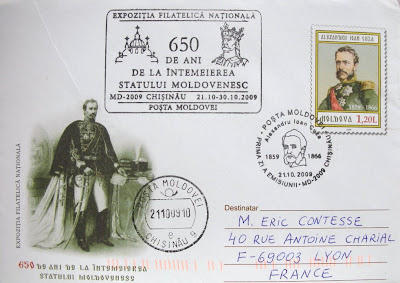 EXPOZIŢIA FILATELICĂ NAŢIONALĂ
650
DE ANI
DE LA ÎNTEMEIEREA
STATULUI MOLDOVENESC
MD-2009 CHIŞINĂU 21.10-30.10.2009
POŞTA MOLDOVEI
ALEXANDRU IOAN CUZA
1859 - 1866
MOLDOVA 1,20L
POŞTA MOLDOVEI
Alexandru Ioan Cuza
1859 1866
21.10.2009
PRIMA ZI A EMISIUNII • MD-2009 CHIŞINĂU
POŞTA MOLDOVEI
21 10 09 10
e
CHIŞINĂU 9
EXPOZIŢIA FILATELICĂ NAŢIONALĂ
650 DE ANI DE LA ÎNTEMEIEREA
STATULUI MOLDOVENESC
Destinatar
M. ERIC CONTESSE
40 RUE ANTOINE CHARIAL
F-69003 LYON
FRANCE